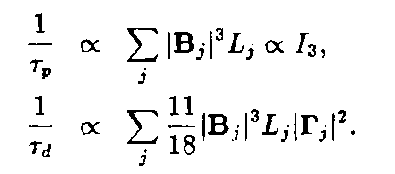 1/τ_p ∝ ∑_j |B_j|^3 L_j ∝ I_3,
1/τ_d ∝ ∑_j 11/18 |B_j|^3 L_j |Γ_j|^2.